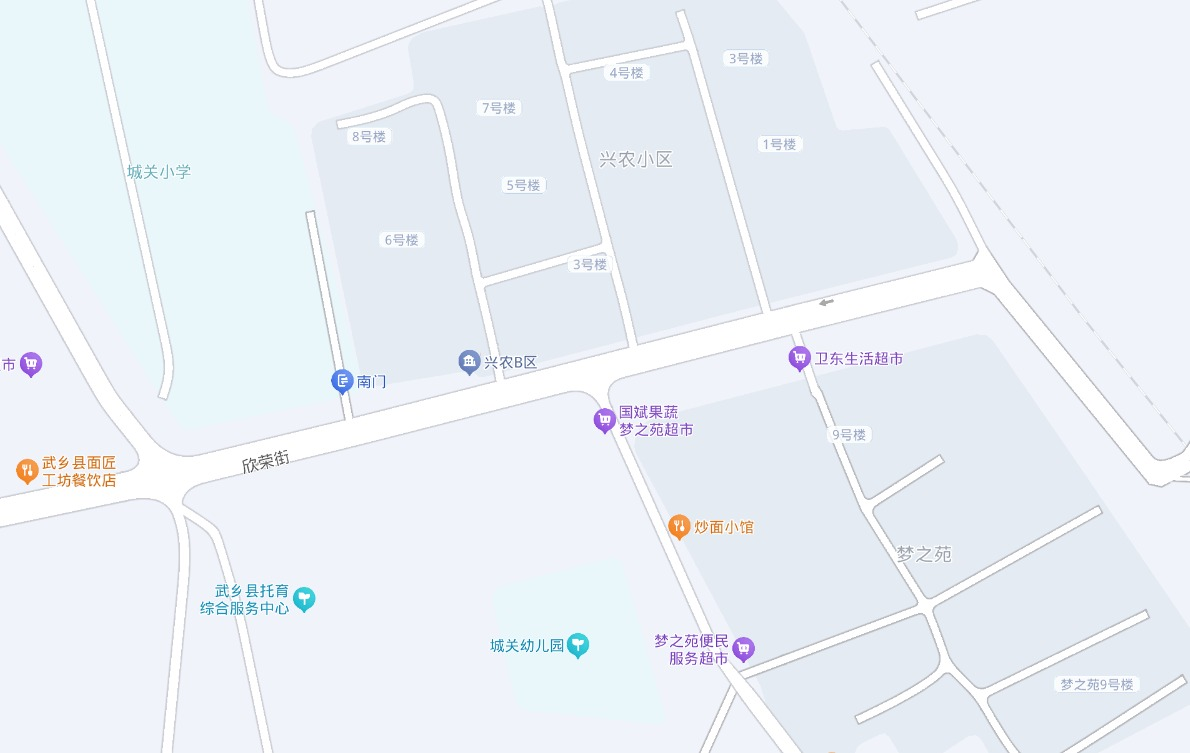 3号楼
4号楼
7号楼
8号楼
1号楼
兴农小区
城关小学
5号楼
6号楼
3号楼
市
南门
兴农B区
卫东生活超市
国斌果蔬
梦之苑超市
9号楼
欣荣街
武乡县面匠
工坊餐饮店
炒面小馆
梦之苑
武乡县托育
综合服务中心
城关幼儿园
梦之苑便民
服务超市
梦之苑9号楼